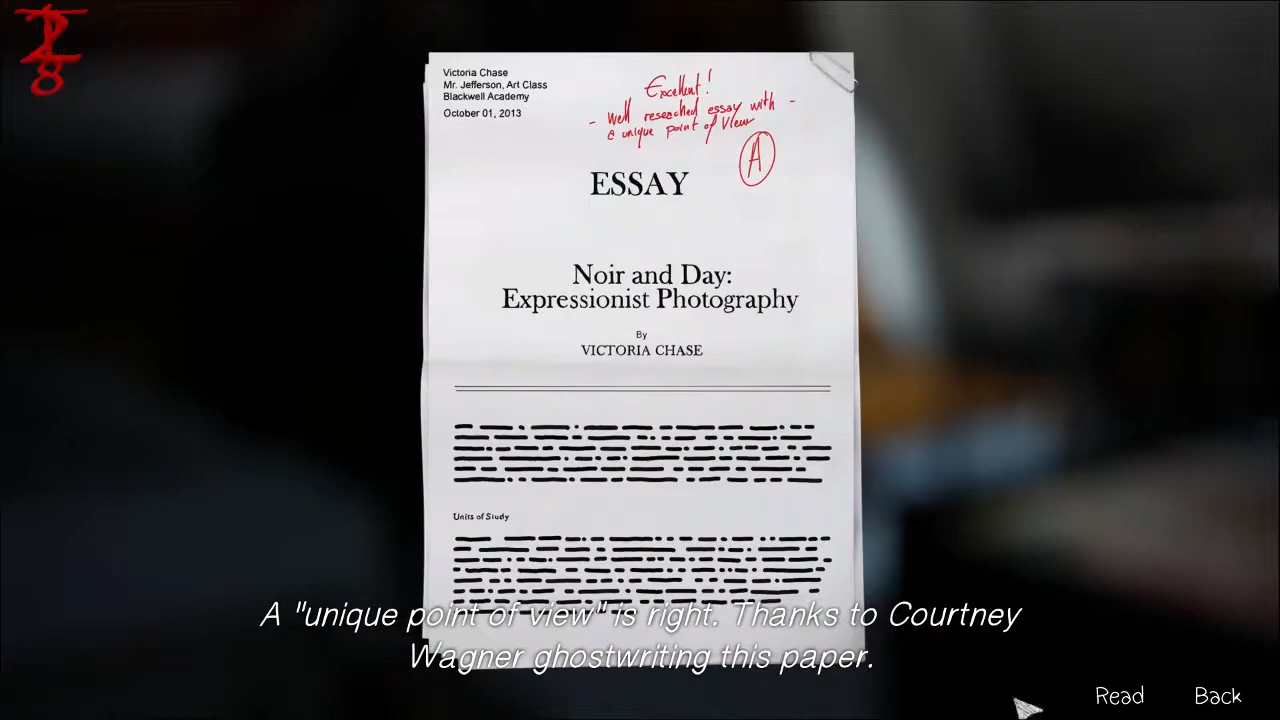 Victoria Chase
Mr. Jefferson, Art Class
Blackwell Academy
October 01, 2013
Excellent!
- Well reseached essay with -
a unique point of View
A
ESSAY
Noir and Day:
Expressionist Photography
By
VICTORIA CHASE
Units of Study
A "unique point of view" is right. Thanks to Courtney
Wagner ghostwriting this paper.
Read Back